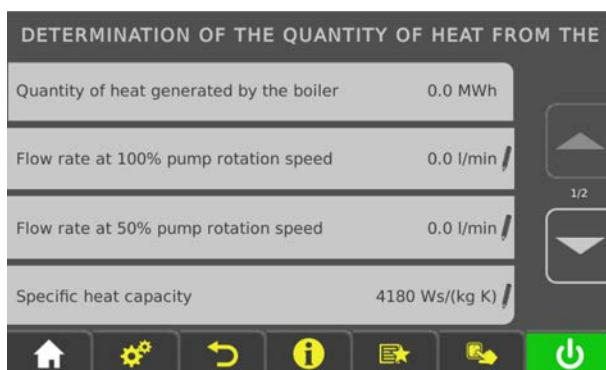 DETERMINATION OF THE QUANTITY OF HEAT FROM THE
Quantity of heat generated by the boiler 0.0 MWh
Flow rate at 100% pump rotation speed 0.0 l/min
1/2
Flow rate at 50% pump rotation speed 0.0 l/min
Specific heat capacity 4180 Ws/(kg K)